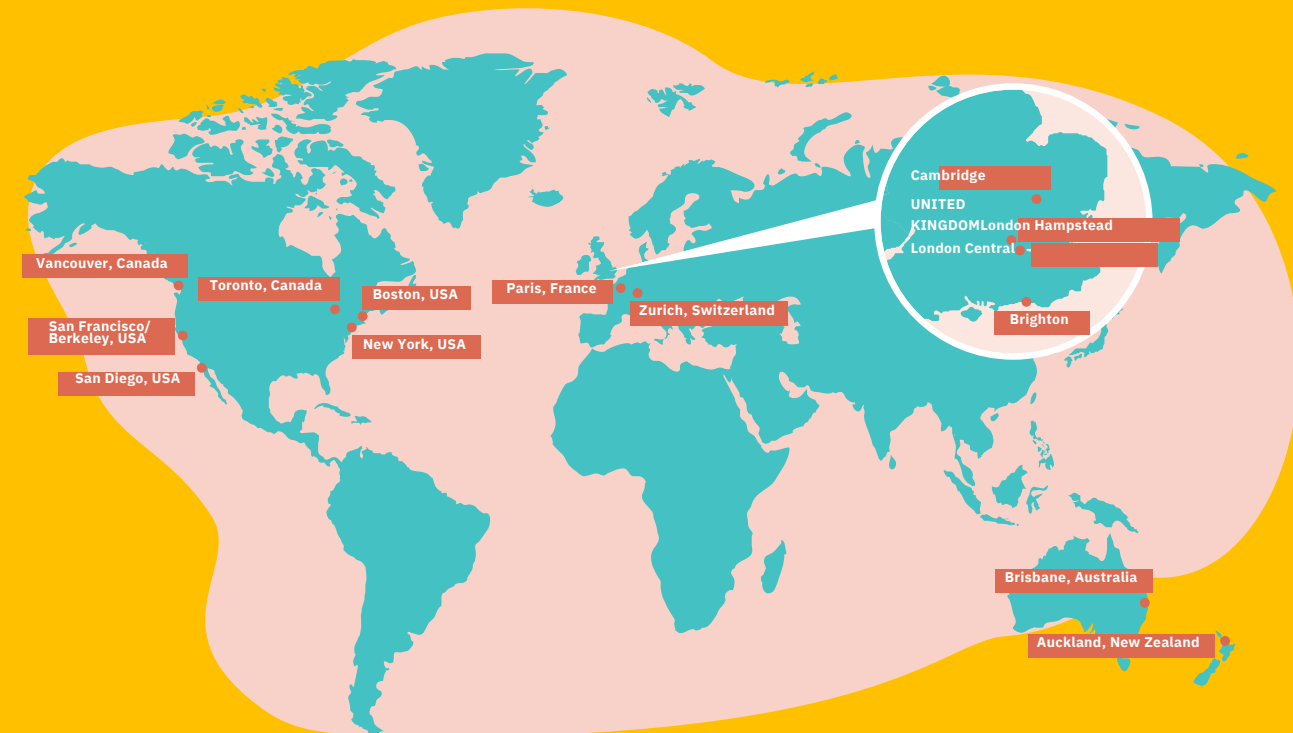 Cambridge
UNITED
KINGDOMLondon Hampstead
London Central
Vancouver, Canada
Toronto, Canada
Boston, USA
Paris, France
Zurich, Switzerland
Brighton
San Francisco/
Berkeley, USA
New York, USA
San Diego, USA
Brisbane, Australia
Auckland, New Zealand